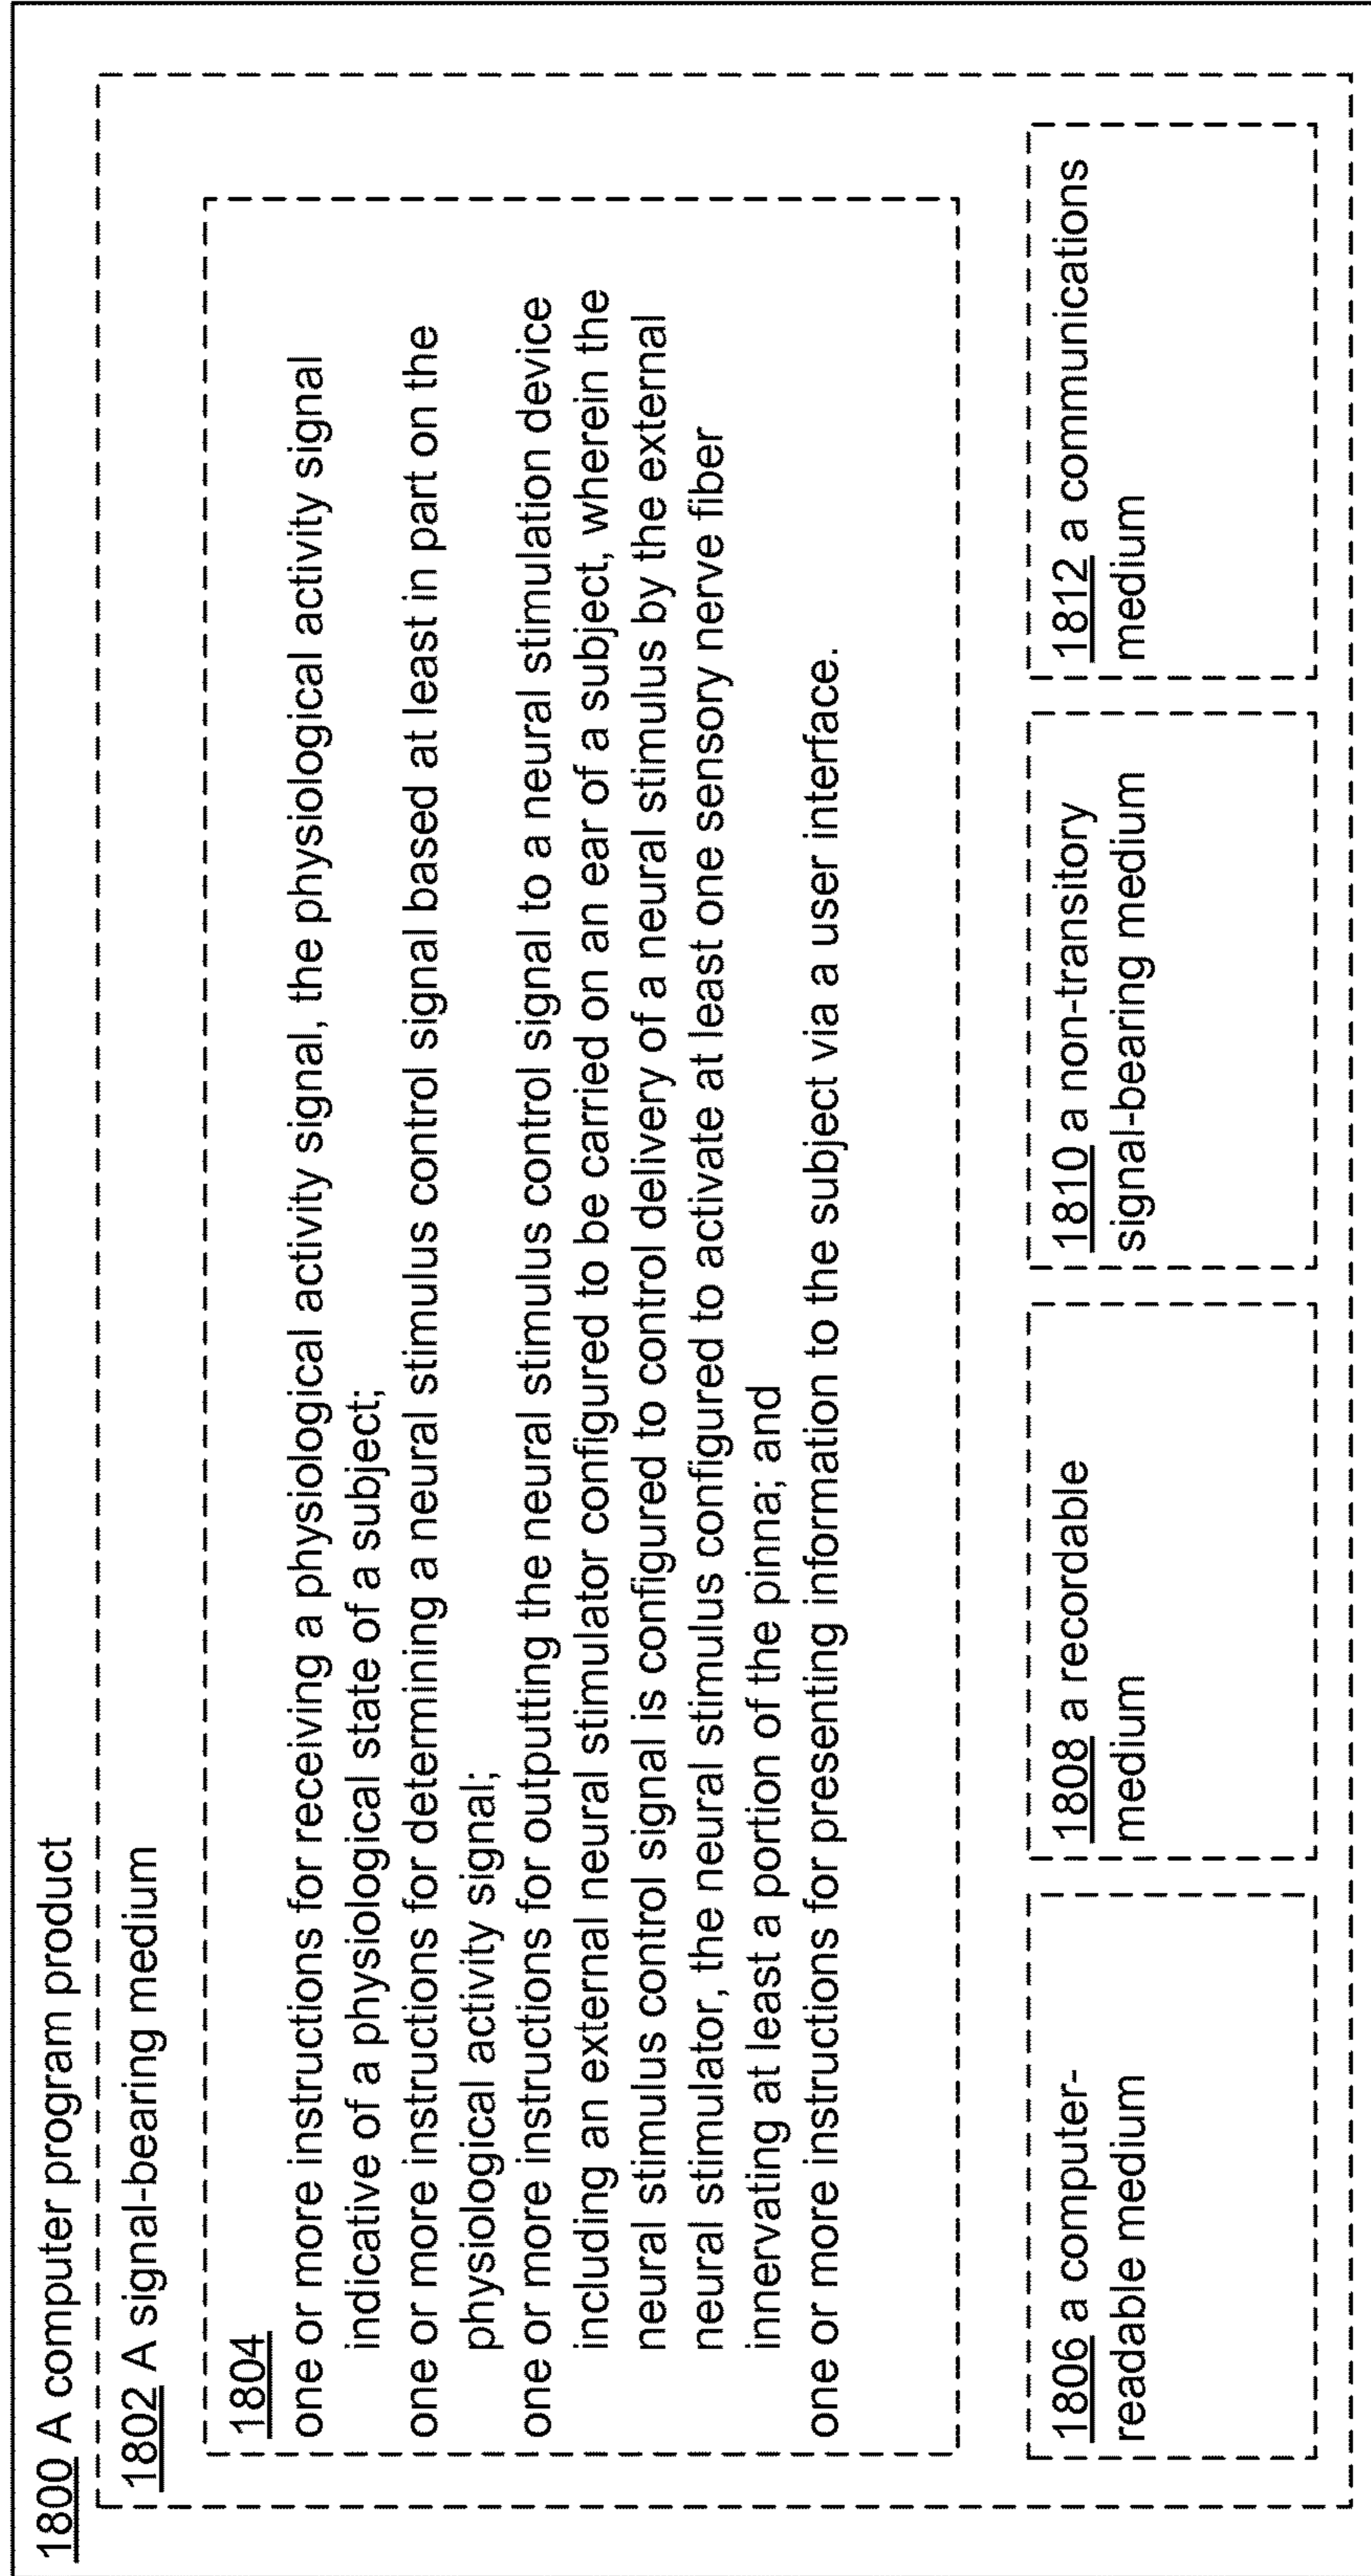 1800 A computer program product
1802 A signal-bearing medium
1804
one or more instructions for receiving a physiological activity signal, the physiological activity signal
indicative of a physiological state of a subject;
one or more instructions for determining a neural stimulus control signal based at least in part on the
physiological activity signal;
one or more instructions for outputting the neural stimulus control signal to a neural stimulation device
including an external neural stimulator configured to be carried on an ear of a subject, wherein the
neural stimulus control signal is configured to control delivery of a neural stimulus by the external
neural stimulator, the neural stimulus configured to activate at least one sensory nerve fiber
innervating at least a portion of the pinna; and
one or more instructions for presenting information to the subject via a user interface.
1806 a computer-
readable medium
1808 a recordable
medium
1810 a non-transitory
signal-bearing medium
1812 a communications
medium